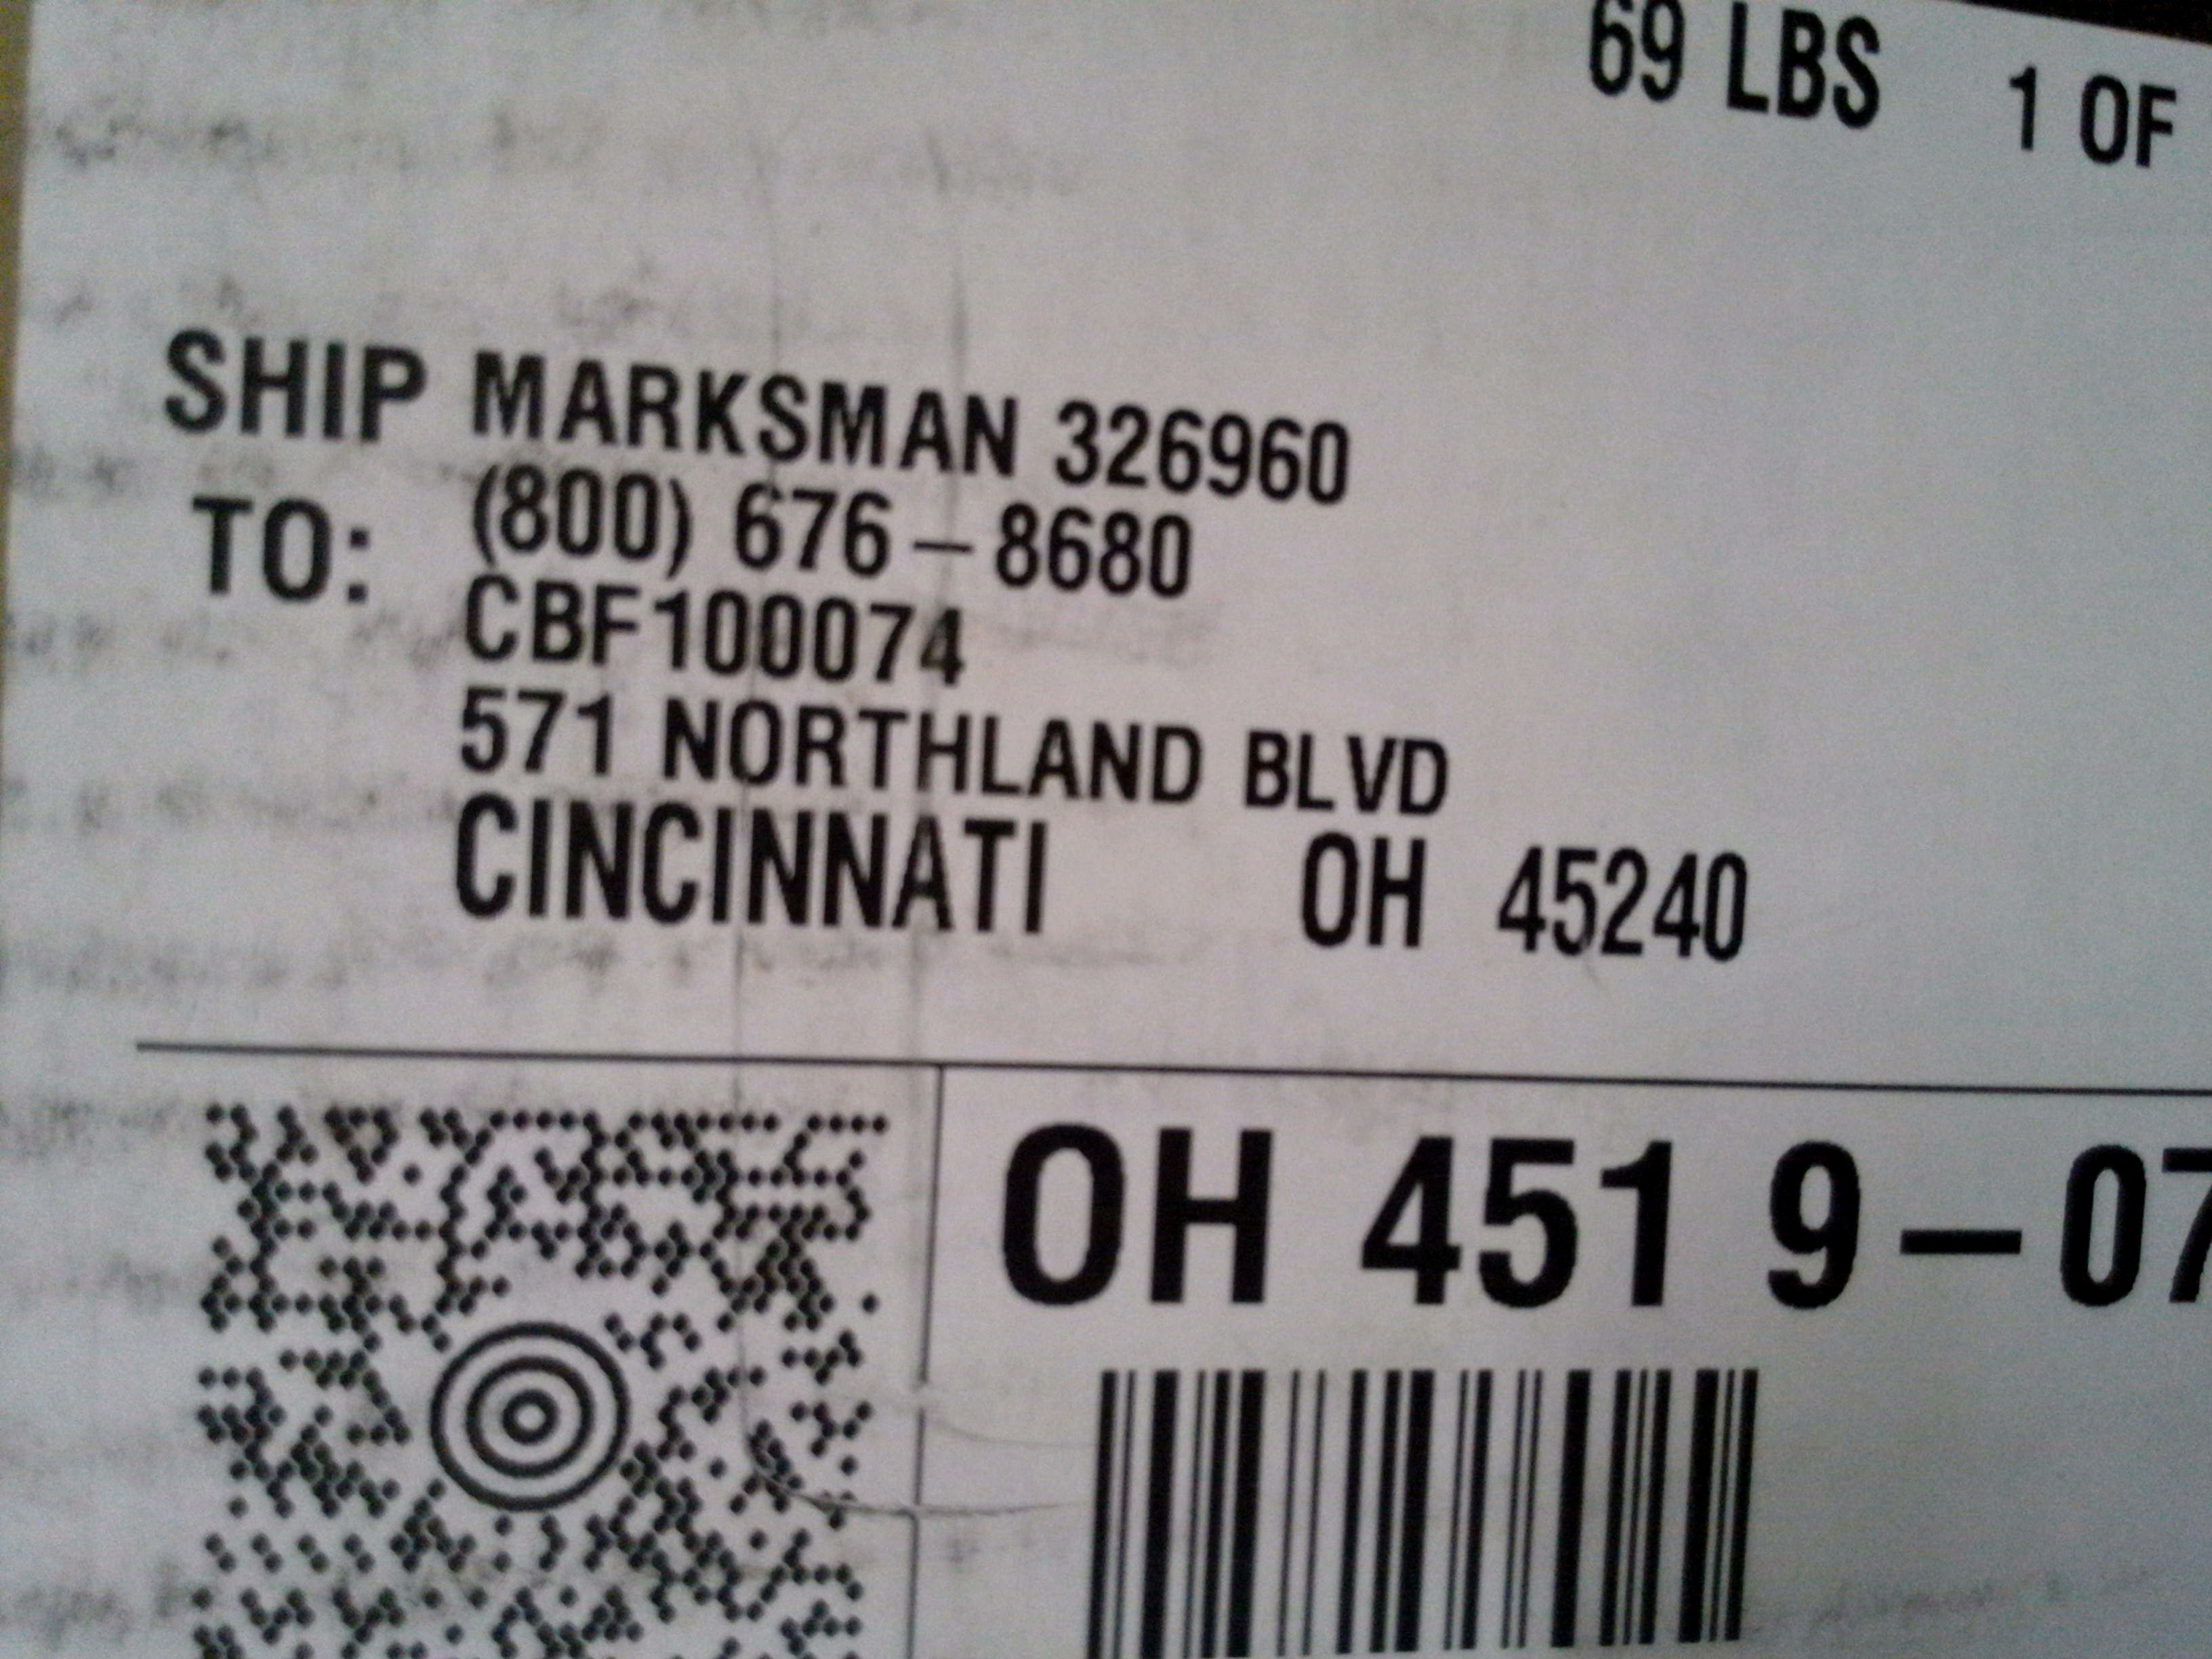 69 LBS 1 OF
SHIP MARKSMAN 326960
TO: (800) 676-8680
CBF100074
571 NORTHLAND BLVD
CINCINNATI OH 45240
OH 451 9-07